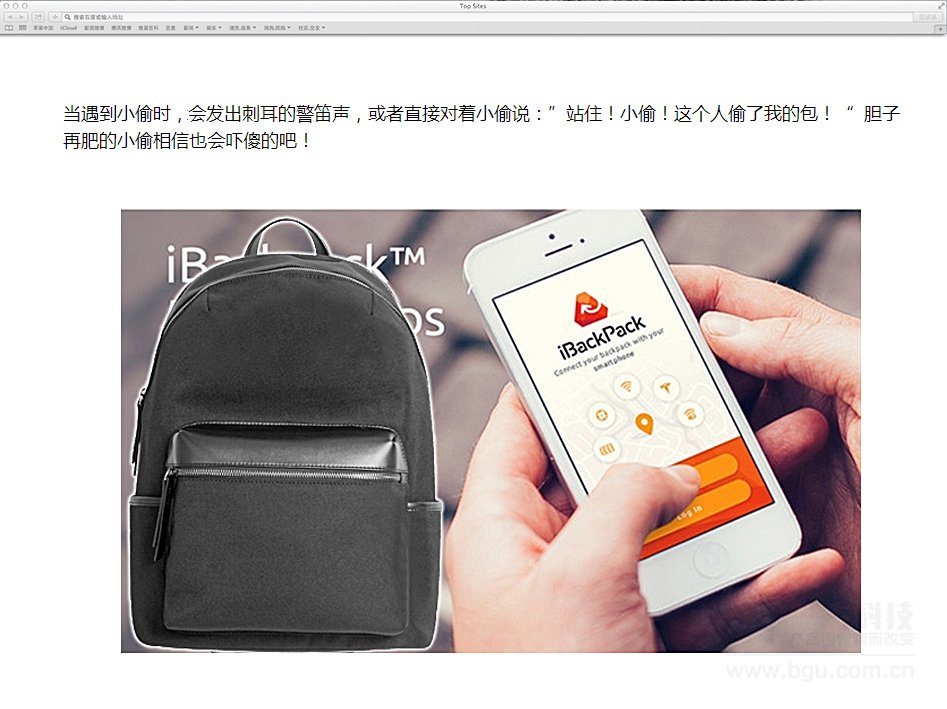 Top Sites
搜索百度或输入地址
阅读器
苹果中国 iCloud 新浪微博 腾讯微博 维基百科 百度 新闻 娱乐 便民.服务 网购.团购 社区.交友
当遇到小偷时，会发出刺耳的警笛声，或者直接对着小偷说：”站住！小偷！这个人偷了我的包！“ 胆子
再肥的小偷相信也会吓傻的吧！
iBackPack
Connect your backpack with your
smartphone
Log in
科技
而改变
www.bgu.com.cn